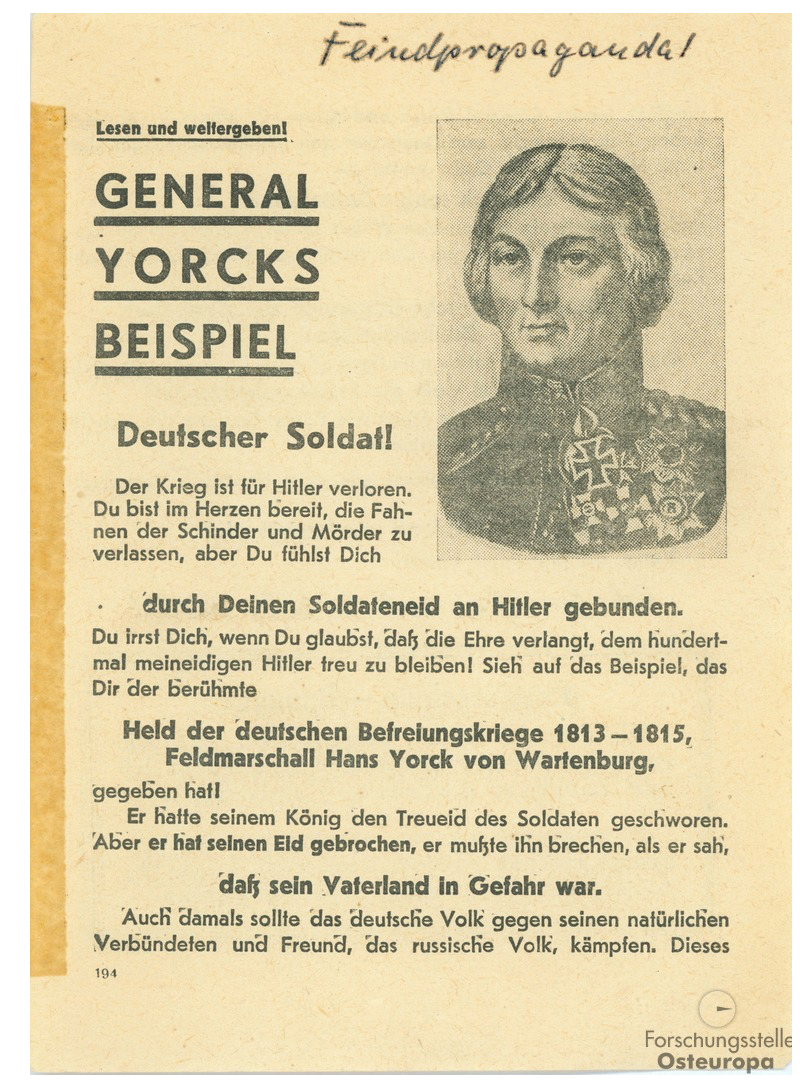 Feindpropaganda!
Lesen und weitergeben!
GENERAL
YORCKS
BEISPIEL
Deutscher Soldat!
Der Krieg ist für Hitler verloren.
Du bist im Herzen bereit, die Fah-
nen der Schinder und Mörder zu
verlassen, aber Du fühlst Dich
durch Deinen Soldateneid an Hitler gebunden.
Du irrst Dich, wenn Du glaubst, daß die Ehre verlangt, dem hundert-
mal meineidigen Hitler treu zu bleiben! Sieh auf das Beispiel, das
Dir der berühmte
Held der deutschen Befreiungskriege 1813—1815,
Feldmarschall Hans Yorck von Wartenburg,
gegeben hat!
Er hatte seinem König den Treueid des Soldaten geschworen.
Aber er hat seinen Eid gebrochen, er mußte ihn brechen, als er sah,
daß sein Vaterland in Gefahr war.
Auch damals sollte das deutsche Volk gegen seinen natürlichen
Verbündeten und Freund, das russische Volk, kämpfen. Dieses
194
Forschungsstelle
Osteuropa